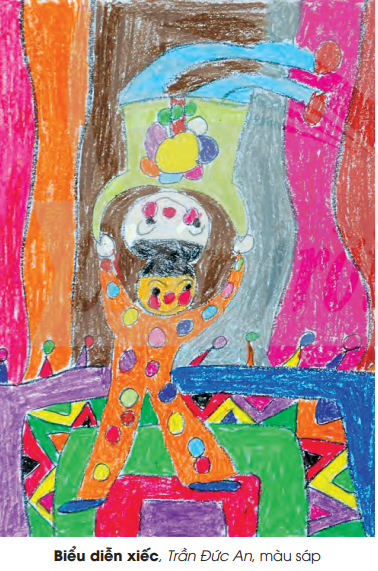 Biểu diễn xiếc, Trần Đức An, màu sáp